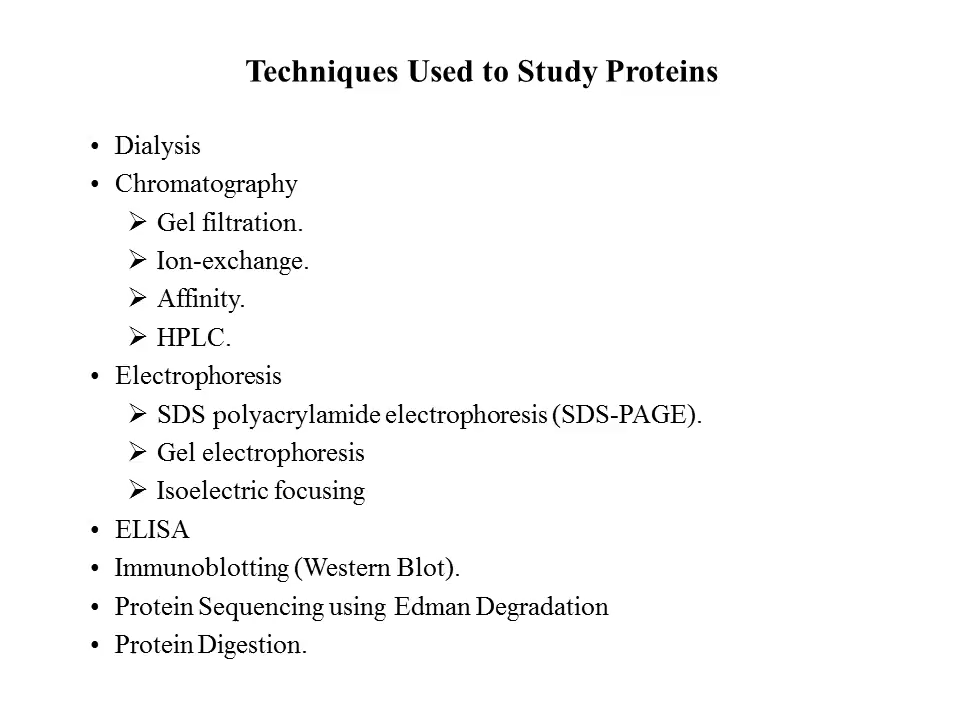 Techniques Used to Study Proteins
• Dialysis
• Chromatography
➢ Gel filtration.
➢ Ion-exchange.
➢ Affinity.
➢ HPLC.
• Electrophoresis
➢ SDS polyacrylamide electrophoresis (SDS-PAGE).
➢ Gel electrophoresis
➢ Isoelectric focusing
• ELISA
• Immunoblotting (Western Blot).
• Protein Sequencing using Edman Degradation
• Protein Digestion.